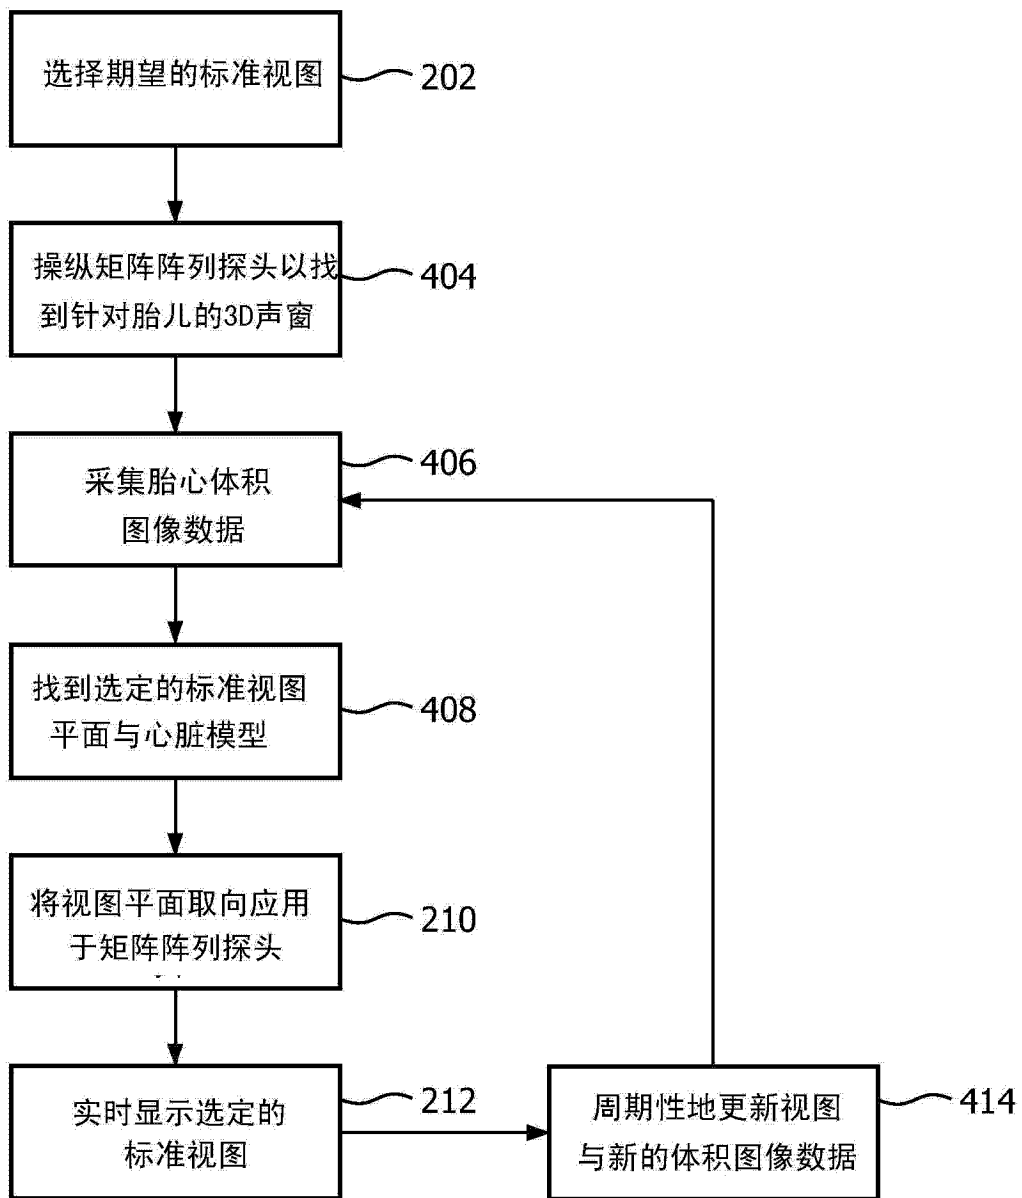 选择期望的标准视图
202
操纵矩阵阵列探头以找
到针对胎儿的3D声窗
404
采集胎心体积
图像数据
406
找到选定的标准视图
平面与心脏模型
408
将视图平面取向应用
于矩阵阵列探头
210
实时显示选定的
标准视图
212
周期性地更新视图
与新的体积图像数据
414